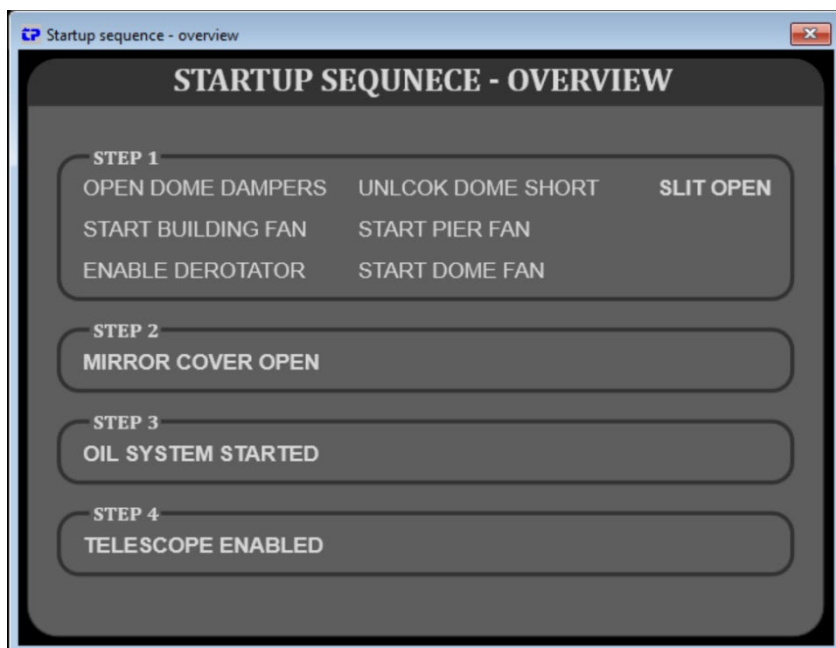 Startup sequence - overview
STARTUP SEQUNECE - OVERVIEW
STEP 1
OPEN DOME DAMPERS UNLCOK DOME SHORT SLIT OPEN
START BUILDING FAN START PIER FAN
ENABLE DEROTATOR START DOME FAN
STEP 2
MIRROR COVER OPEN
STEP 3
OIL SYSTEM STARTED
STEP 4
TELESCOPE ENABLED